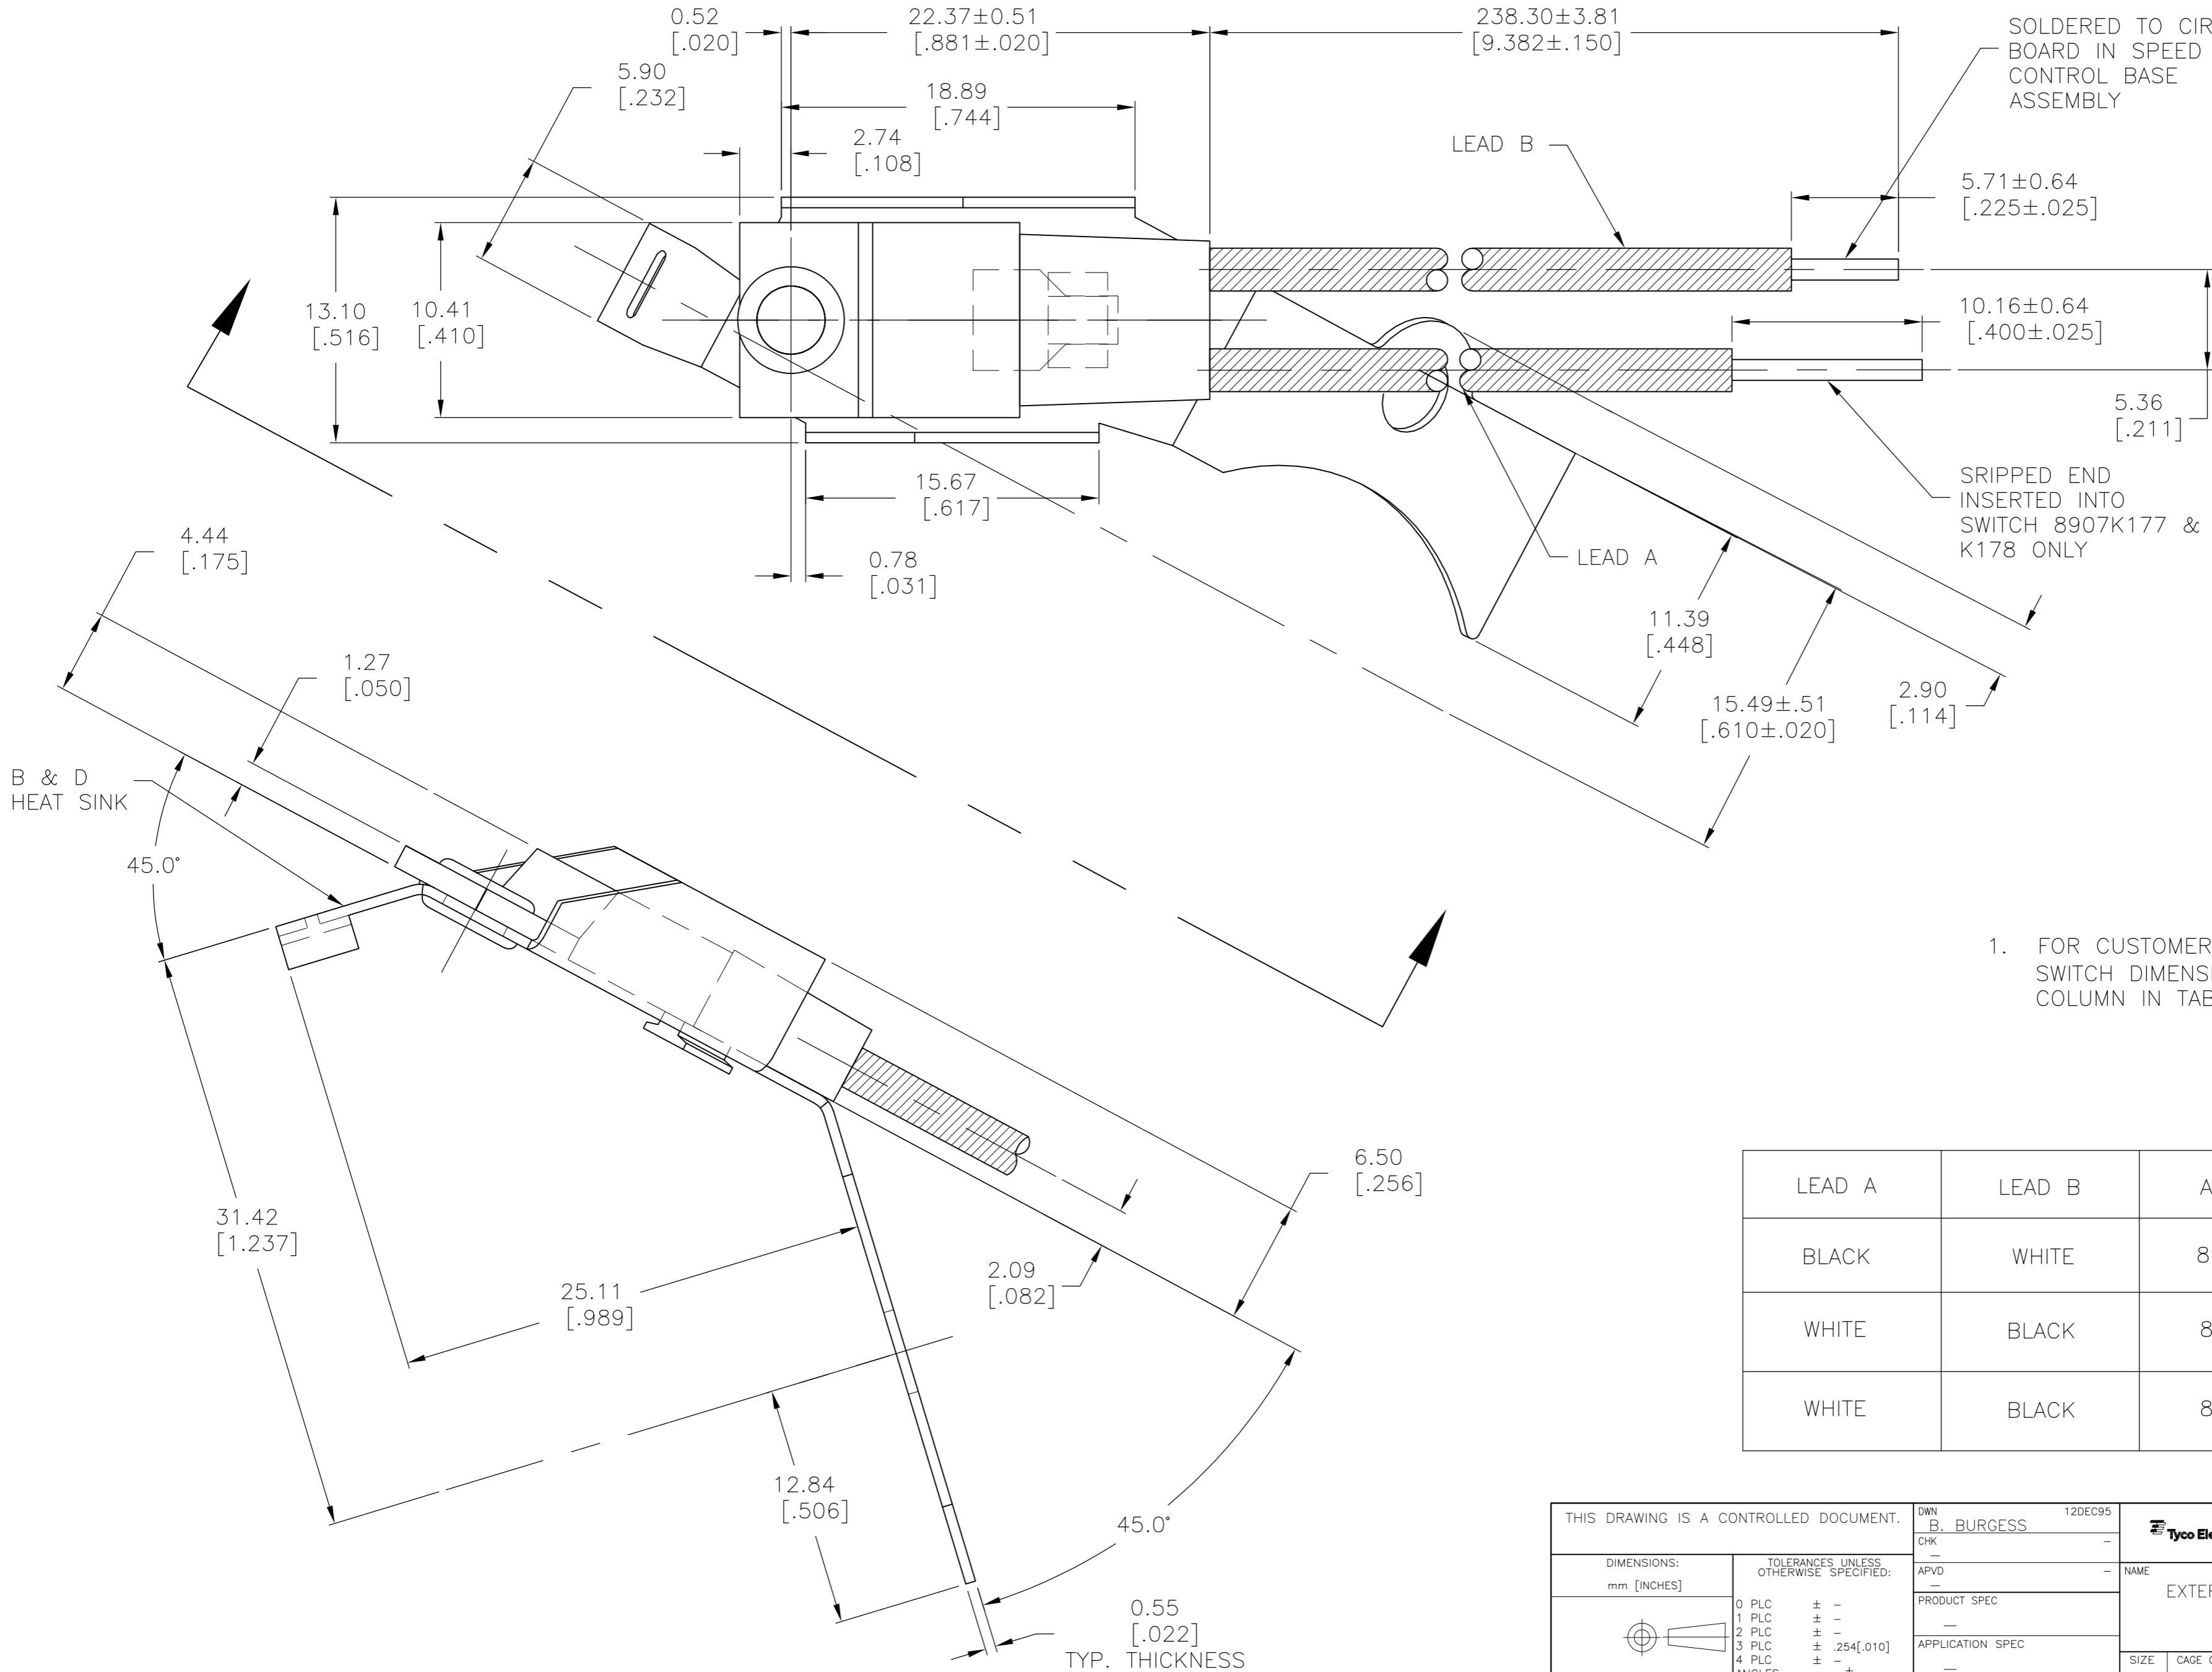 0.52
[.020]
22.37±0.51
[.881±.020]
238.30±3.81
[9.382±.150]
SOLDERED TO
BOARD IN SPEED
CONTROL BASE
ASSEMBLY
5.90
[.232]
18.89
[.744]
2.74
[.108]
LEAD B
5.71±0.64
[.225±.025]
13.10
[.516]
10.41
[.410]
10.16±0.64
[.400±.025]
5.36
[.211]
15.67
[.617]
SRIPPED END
INSERTED INTO
SWITCH 8907K177 &
K178 ONLY
0.78
[.031]
LEAD A
4.44
[.175]
11.39
[.448]
1.27
[.050]
15.49±.51
[.610±.020]
2.90
[.114]
B & D
HEAT SINK
45.0°
1. FOR CUSTOMER
SWITCH
COLUMN IN
6.50
[.256]
31.42
[1.237]
2.09
[.082]
25.11
[.989]
12.84
[.506]
45.0°
0.55
[.022]
TYP. THICKNESS
LEAD A LEAD B A
BLACK WHITE 8
WHITE BLACK 8
WHITE BLACK 8
THIS DRAWING IS A CONTROLLED DOCUMENT.
DWN 12DEC95
B. BURGESS
CHK –
—
APVD –
—
Tyco
NAME
DIMENSIONS:
mm [INCHES]
TOLERANCES UNLESS
OTHERWISE SPECIFIED:
0 PLC ± –
1 PLC ± –
2 PLC ± –
3 PLC ± .254[.010]
4 PLC ± –
ANGLES ±
PRODUCT SPEC
—
APPLICATION SPEC
—
SIZE CAGE